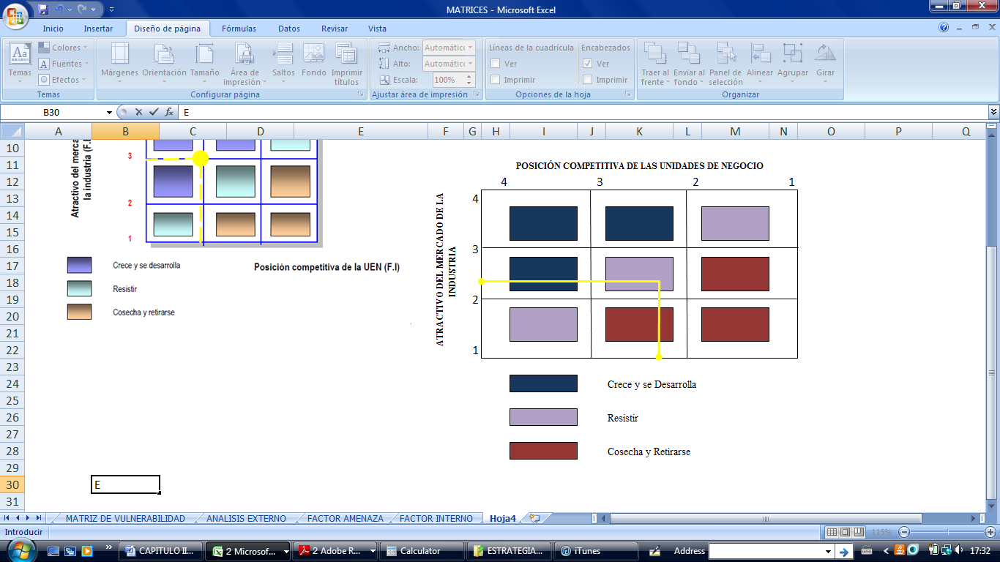 MATRICES - Microsoft Excel
Inicio Insertar Diseño de página Fórmulas Datos Revisar Vista
Aa Temas Colores Fuentes Efectos
Márgenes Orientación Tamaño Área de impresión Saltos Fondo Imprimir títulos
Ancho: Automático
Alto: Automático
Escala: 100%
Líneas de la cuadrícula Encabezados
Ver Ver
Imprimir Imprimir
Traer al frente Enviar al fondo Panel de selección Alinear Agrupar Girar
Temas Configurar página Ajustar área de impresión Opciones de la hoja Organizar
B30 fx E
A B C D E F G H I J K L M N O P Q
10
11
12
13
14
15
16
17
18
19
20
21
22
23
24
25
26
27
28
29
30
31
Atractivo del merca
la industria (F.I
3
2
1
Crece y se desarrolla
Resistir
Cosecha y retirarse
Posición competitiva de la UEN (F.I)
POSICIÓN COMPETITIVA DE LAS UNIDADES DE NEGOCIO
4 3 2 1
ATRACTIVO DEL MERCADO DE LA
INDUSTRIA
4
3
2
1
Crece y se Desarrolla
Resistir
Cosecha y Retirarse
E
MATRIZ DE VULNERABILIDAD ANALISIS EXTERNO FACTOR AMENAZA FACTOR INTERNO Hoja4
Introducir 115%
CAPITULO II... 2 Microsof... 2 Adobe R... Calculator ESTRATEGIA... iTunes Address 17:32